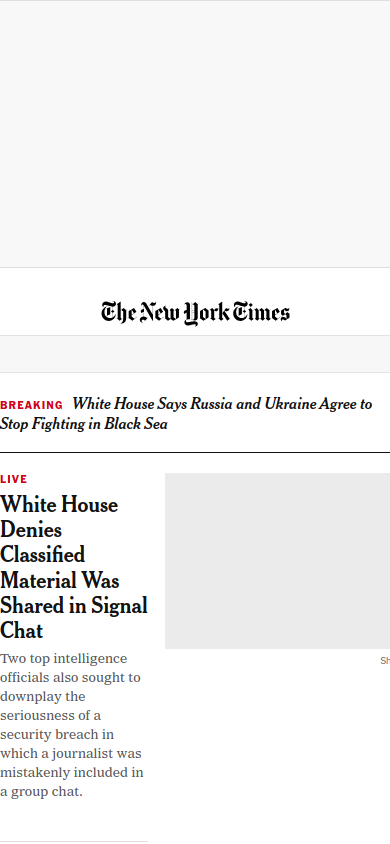 The New York Times
BREAKING White House Says Russia and Ukraine Agree to
Stop Fighting in Black Sea
LIVE
White House
Denies
Classified
Material Was
Shared in Signal
Chat
Two top intelligence
officials also sought to
downplay the
seriousness of a
security breach in
which a journalist was
mistakenly included in
a group chat.